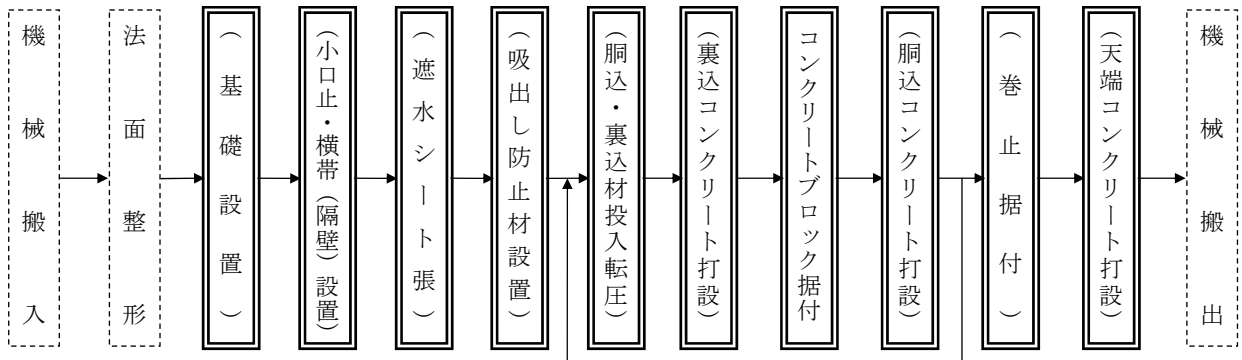 機械搬入
法面整形
（基礎設置）
（小口止・横帯（隔壁）設置）
（遮水シート張）
（吸出し防止材設置）
（胴込・裏込材投入転圧）
（裏込コンクリート打設）
コンクリートブロック据付
（胴込コンクリート打設）
（巻止据付）
（天端コンクリート打設）
機械搬出